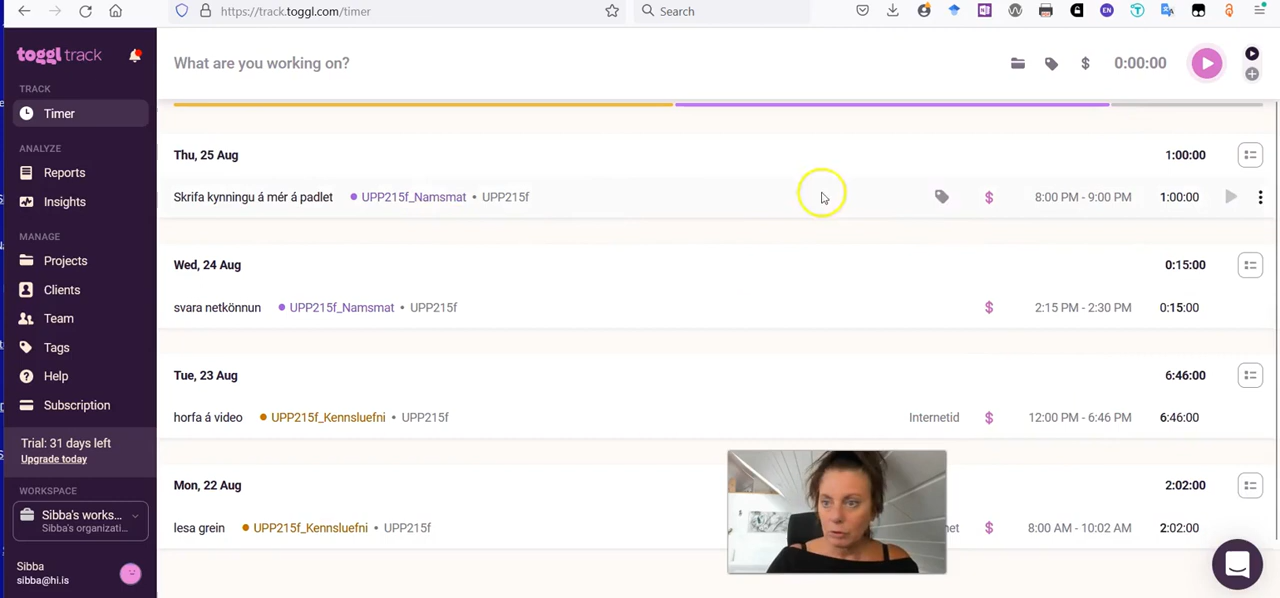 https://track.toggl.com/timer
Search
EN
toggl track
TRACK
Timer
ANALYZE
Reports
Insights
MANAGE
Projects
Clients
Team
Tags
Help
Subscription
Trial: 31 days left
Upgrade today
WORKSPACE
Sibba's works...
Sibba's organizati...
Sibba
sibba@hi.is
What are you working on?
$ 0:00:00
Thu, 25 Aug 1:00:00
Skrifa kynningu á mér á padlet • UPP215f_Namsmat • UPP215f $ 8:00 PM - 9:00 PM 1:00:00
Wed, 24 Aug 0:15:00
svara netkönnun • UPP215f_Namsmat • UPP215f $ 2:15 PM - 2:30 PM 0:15:00
Tue, 23 Aug 6:46:00
horfa á video • UPP215f_Kennsluefni • UPP215f Internetid $ 12:00 PM - 6:46 PM 6:46:00
Mon, 22 Aug 2:02:00
lesa grein • UPP215f_Kennsluefni • UPP215f $ 8:00 AM - 10:02 AM 2:02:00